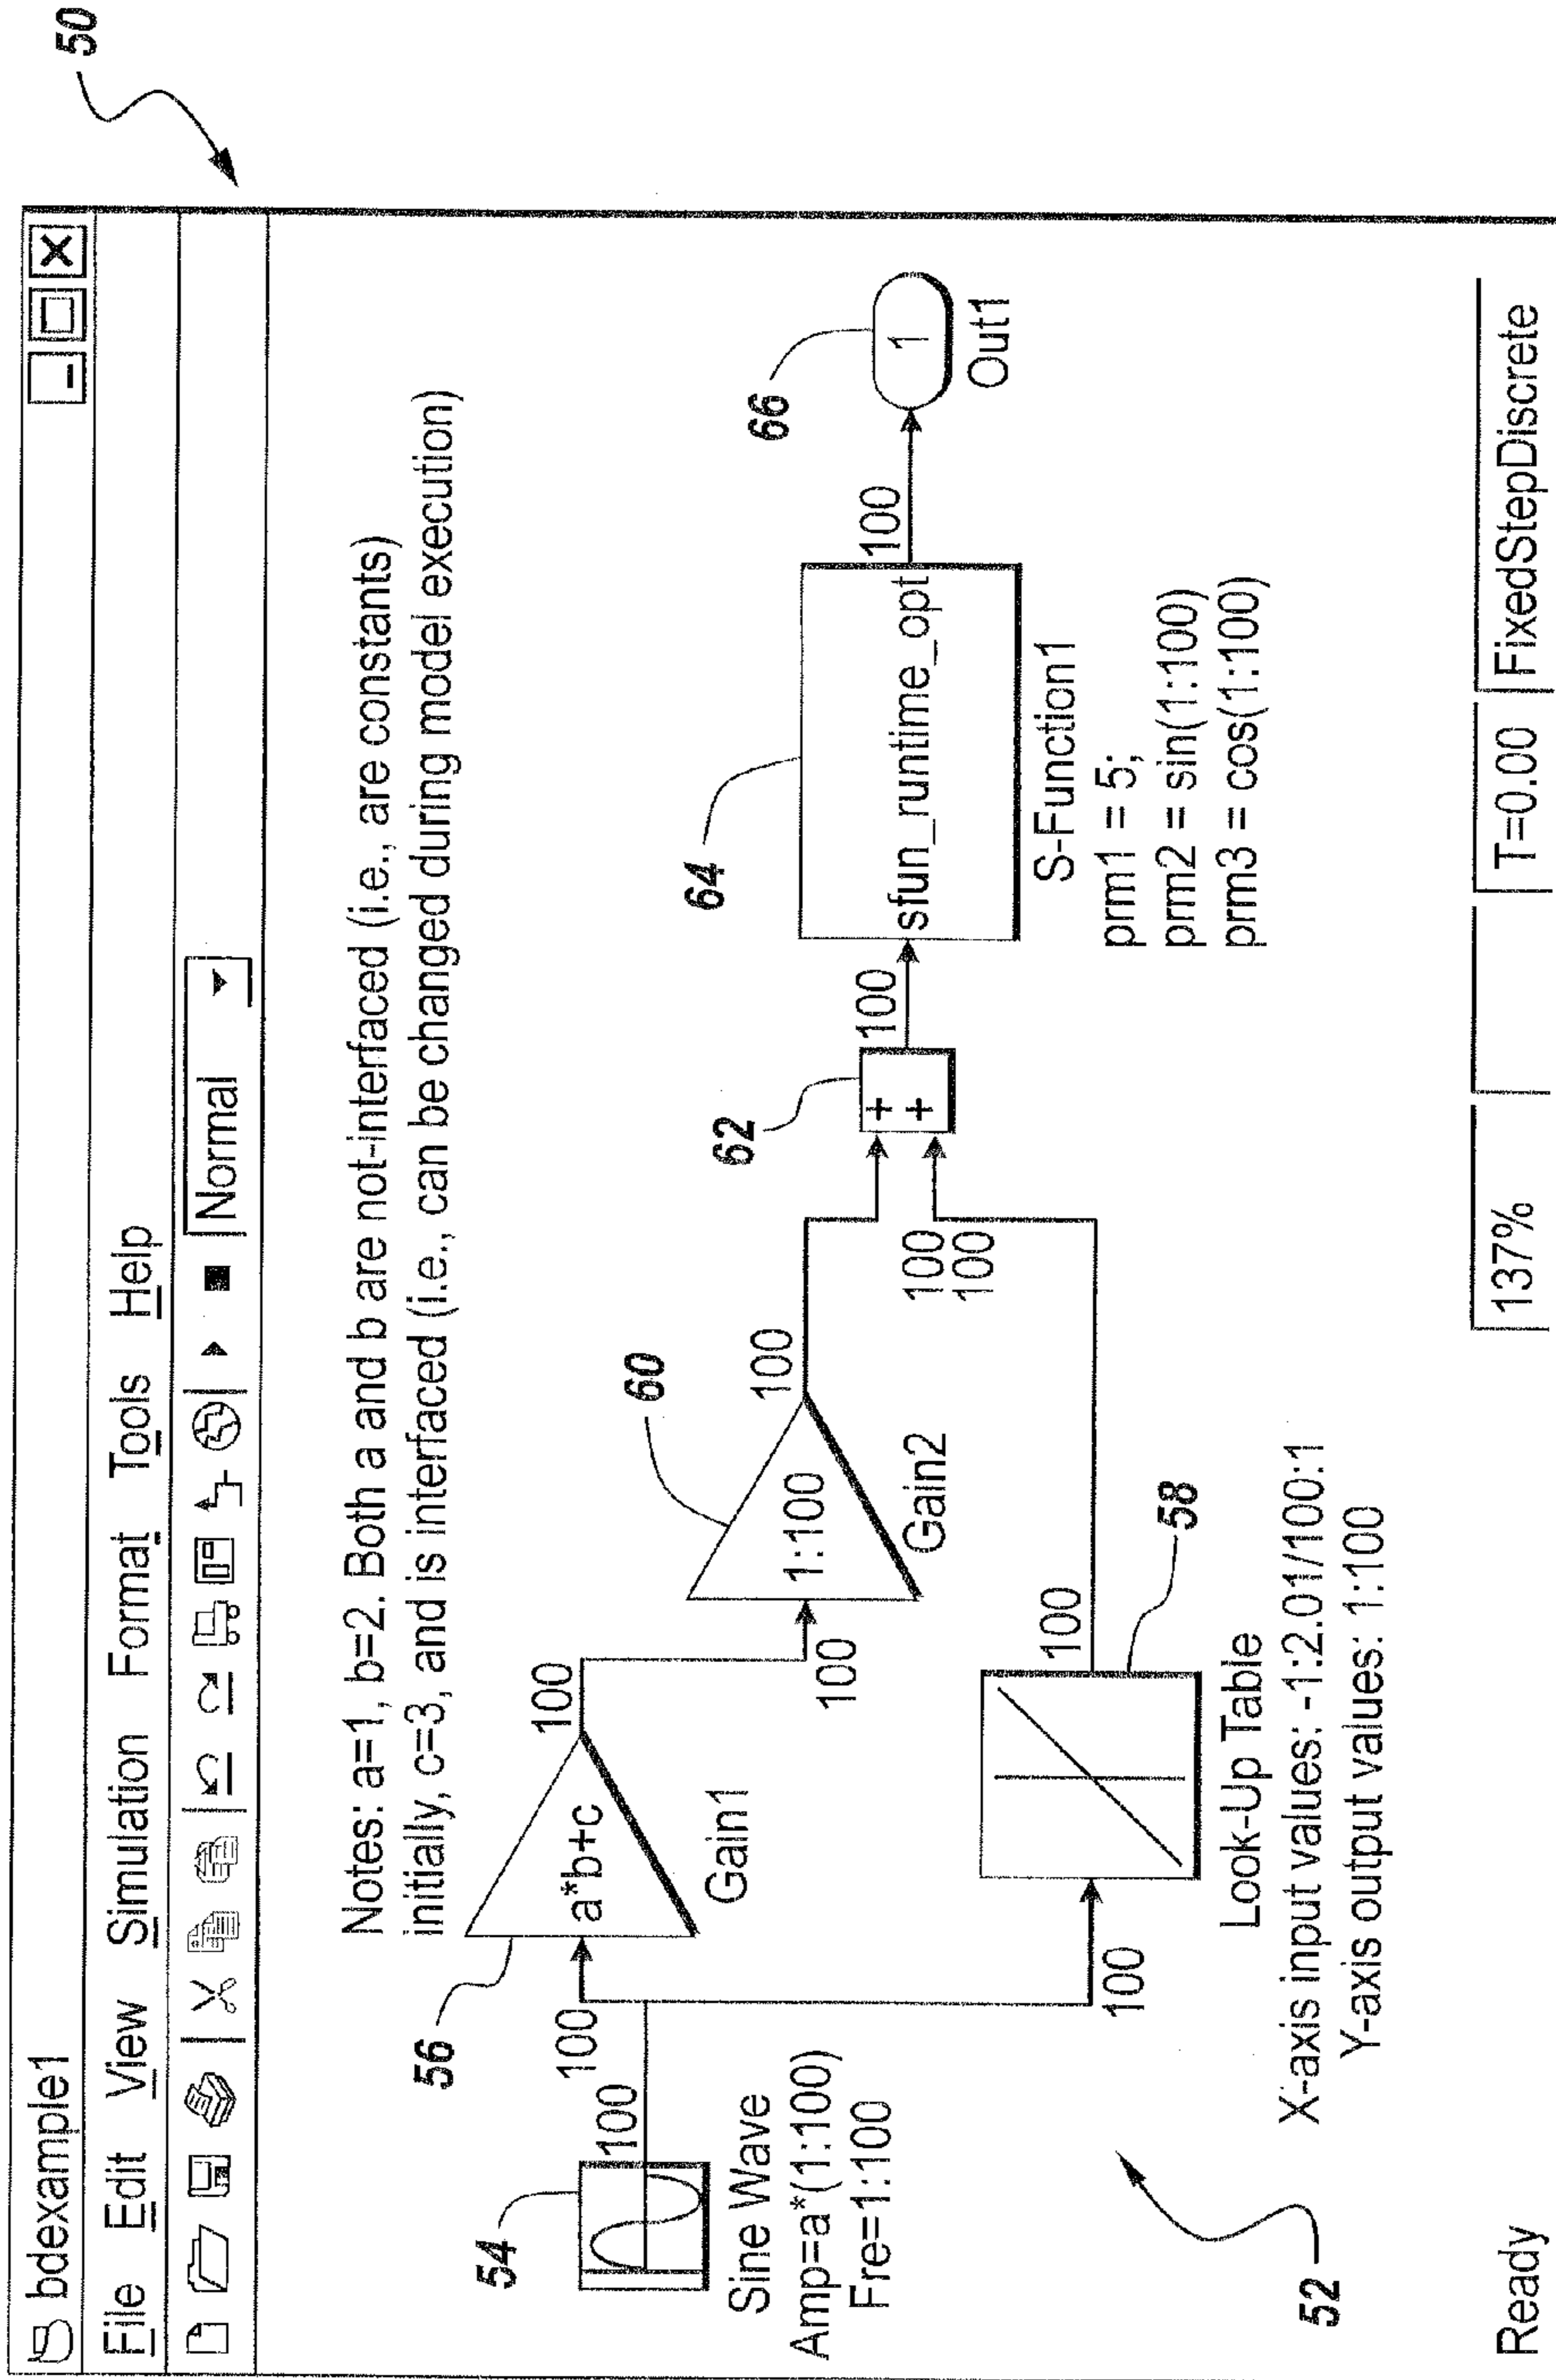 50
bdexample1
File Edit View Simulation Format Tools Help
Normal
Notes: a=1, b=2. Both a and b are not-interfaced (i.e., are constants)
initially, c=3, and is interfaced (i.e., can be changed during model execution)
54
100
Sine Wave
Amp=a*(1:100)
Fre=1:100
56
100
a*b+c
100
Gain1
60
100
1:100
100
Gain2
100
58
100
Look-Up Table
X-axis input values: -1:2.01/100:1
Y-axis output values: 1:100
62
100
100
+
+
100
64
sfun_runtime_opt
100
S-Function1
prm1 = 5;
prm2 = sin(1:100)
prm3 = cos(1:100)
66
1
Out1
52
Ready
137%
T=0.00
FixedStepDiscrete